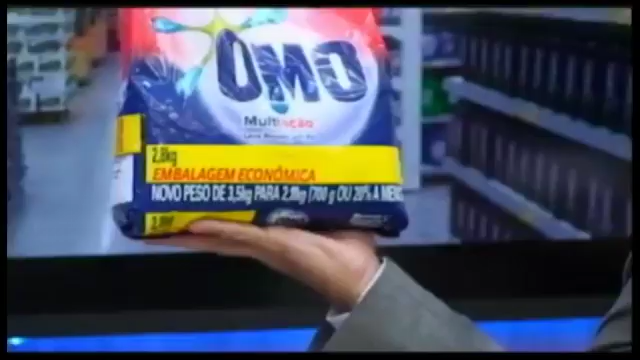 OMO
Multiação
2,8kg
EMBALAGEM ECONÔMICA
NOVO PESO DE 3,5kg PARA 2,8kg (700 g OU 20% A MENOS